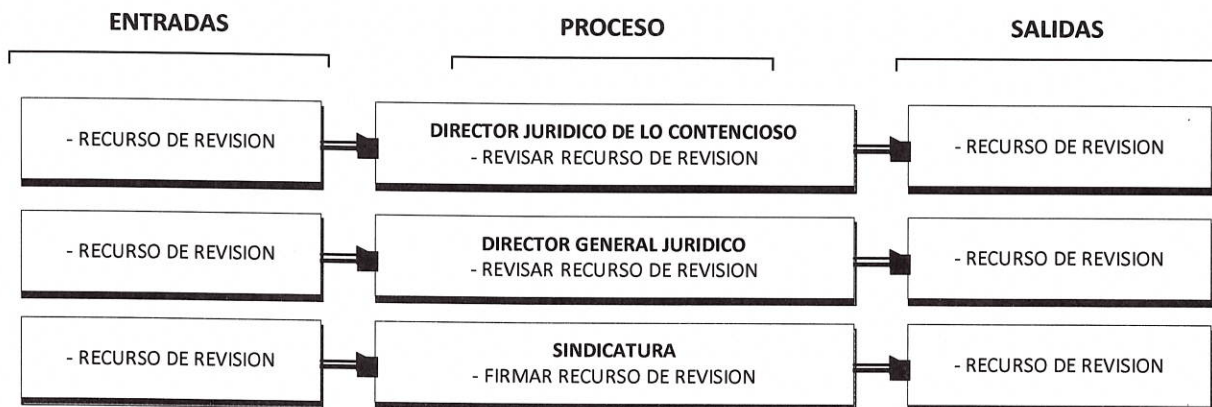 ENTRADAS
PROCESO
SALIDAS
- RECURSO DE REVISION
DIRECTOR JURIDICO DE LO CONTENCIOSO
- REVISAR RECURSO DE REVISION
- RECURSO DE REVISION
- RECURSO DE REVISION
DIRECTOR GENERAL JURIDICO
- REVISAR RECURSO DE REVISION
- RECURSO DE REVISION
- RECURSO DE REVISION
SINDICATURA
- FIRMAR RECURSO DE REVISION
- RECURSO DE REVISION